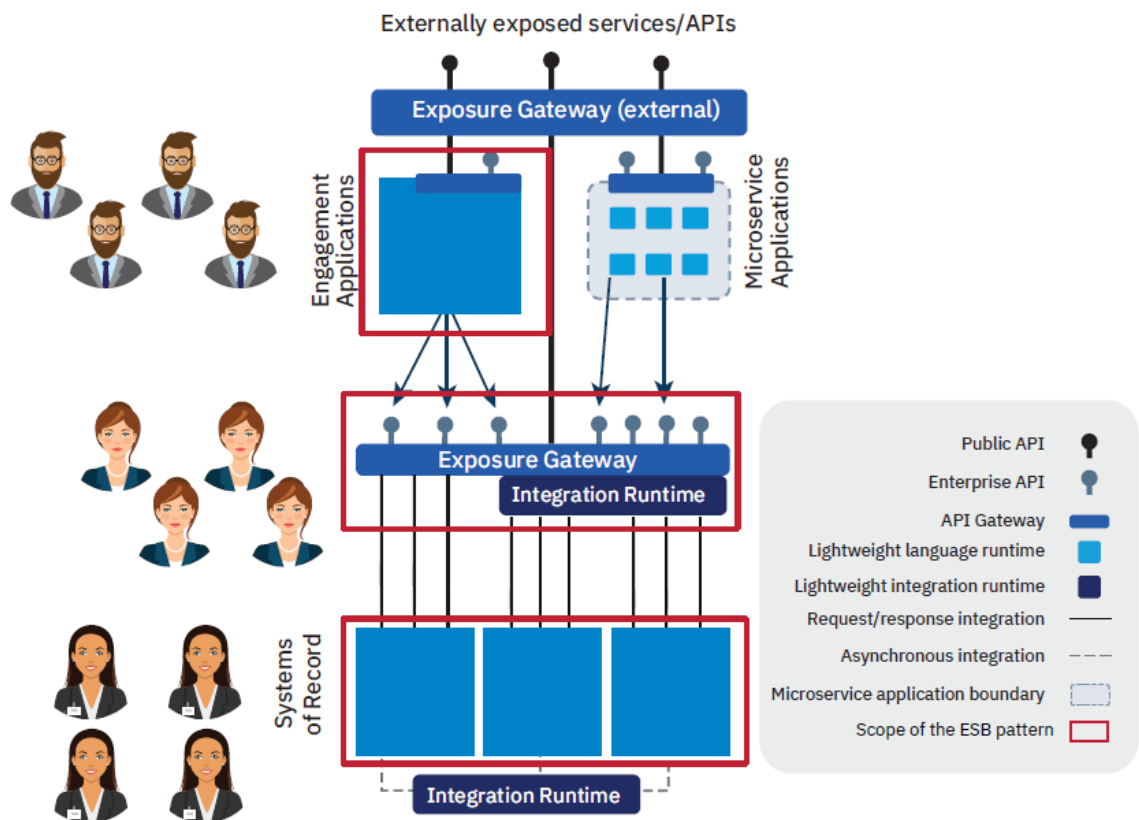 Externally exposed services/APIs
Exposure Gateway (external)
Engagement
Applications
Microservice
Applications
Exposure Gateway
Integration Runtime
Systems
of Record
Integration Runtime
Public API
Enterprise API
API Gateway
Lightweight language runtime
Lightweight integration runtime
Request/response integration
Asynchronous integration
Microservice application boundary
Scope of the ESB pattern